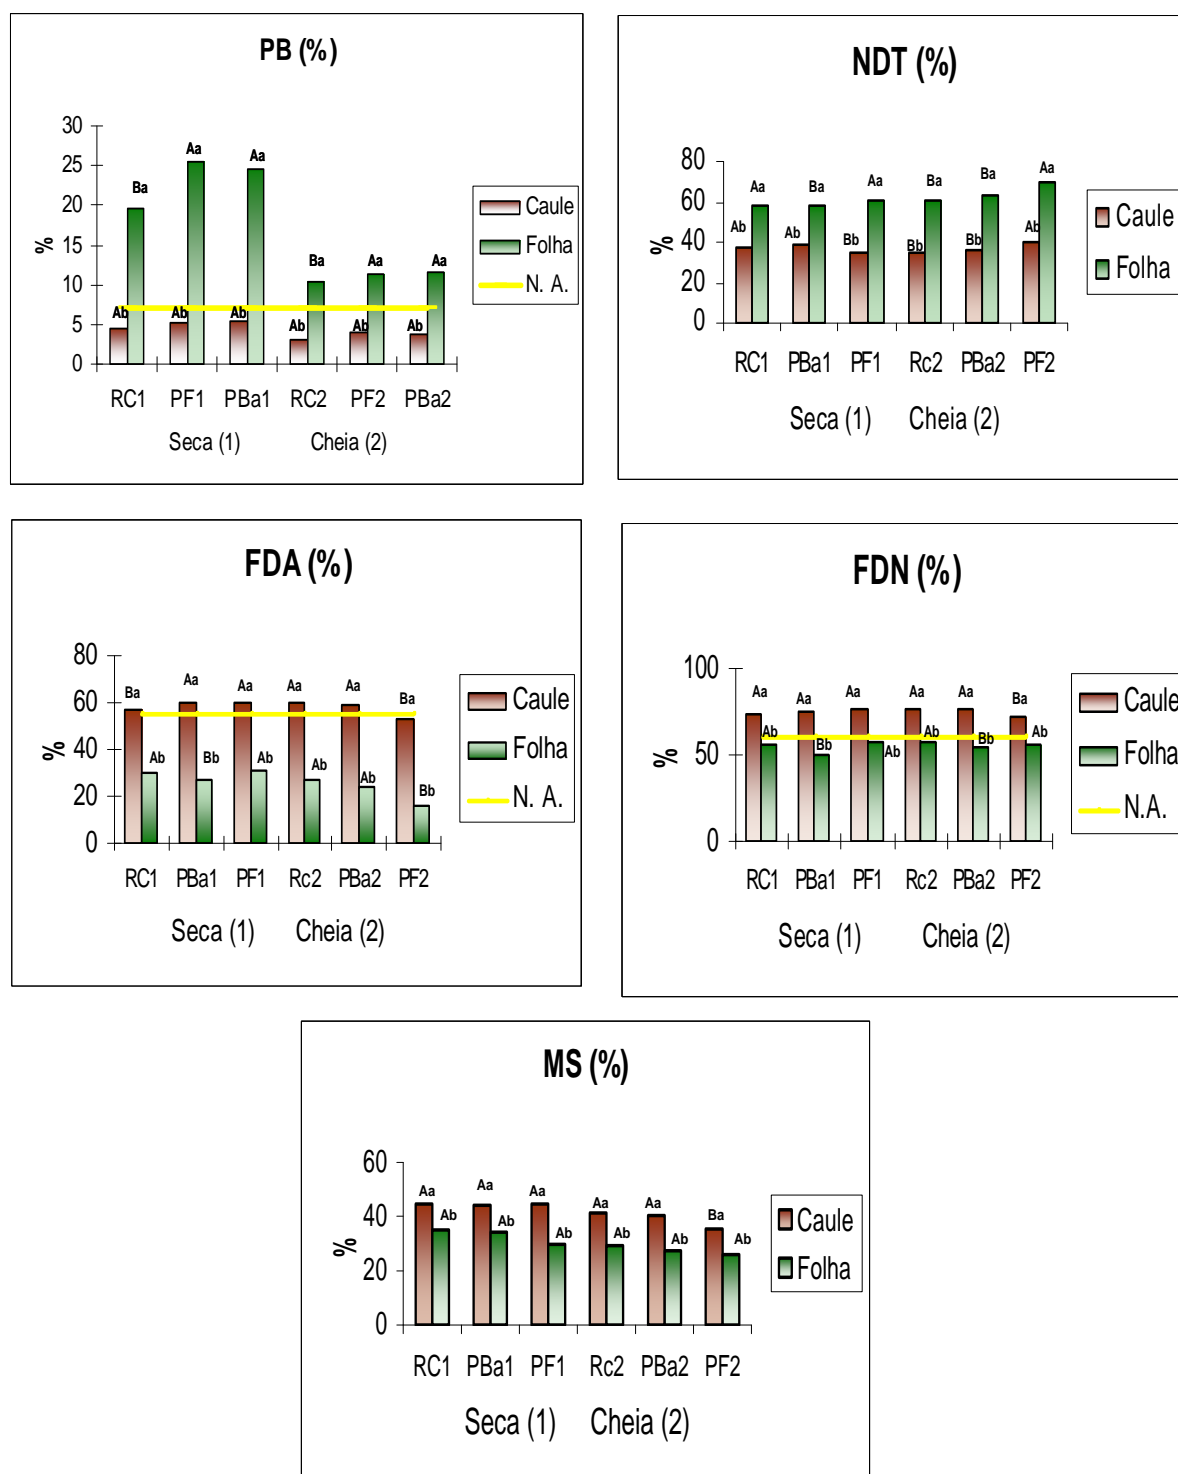 PB (%)
30
25
20
15
10
5
0
%
Ba
Aa
Aa
Ba
Aa
Aa
Ab
Ab
Ab
Ab
Ab
Ab
RC1 PF1 PBa1 RC2 PF2 PBa2
Seca (1) Cheia (2)
Caule
Folha
N. A.
NDT (%)
80
60
40
20
0
%
Aa
Ba
Aa
Ba
Ba
Aa
Ab
Ab
Bb
Bb
Bb
Ab
RC1 PBa1 PF1 Rc2 PBa2 PF2
Seca (1) Cheia (2)
Caule
Folha
FDA (%)
80
60
40
20
0
%
Ba
Aa
Aa
Aa
Aa
Ba
Ab
Bb
Ab
Ab
Ab
Bb
RC1 PBa1 PF1 Rc2 PBa2 PF2
Seca (1) Cheia (2)
Caule
Folha
N. A.
FDN (%)
100
50
0
%
Aa
Aa
Aa
Aa
Aa
Ba
Ab
Bb
Ab
Ab
Bb
Ab
RC1 PBa1 PF1 Rc2 PBa2 PF2
Seca (1) Cheia (2)
Caule
Folha
N.A.
MS (%)
60
40
20
0
%
Aa
Aa
Aa
Aa
Aa
Ba
Ab
Ab
Ab
Ab
Ab
Ab
RC1 PBa1 PF1 Rc2 PBa2 PF2
Seca (1) Cheia (2)
Caule
Folha